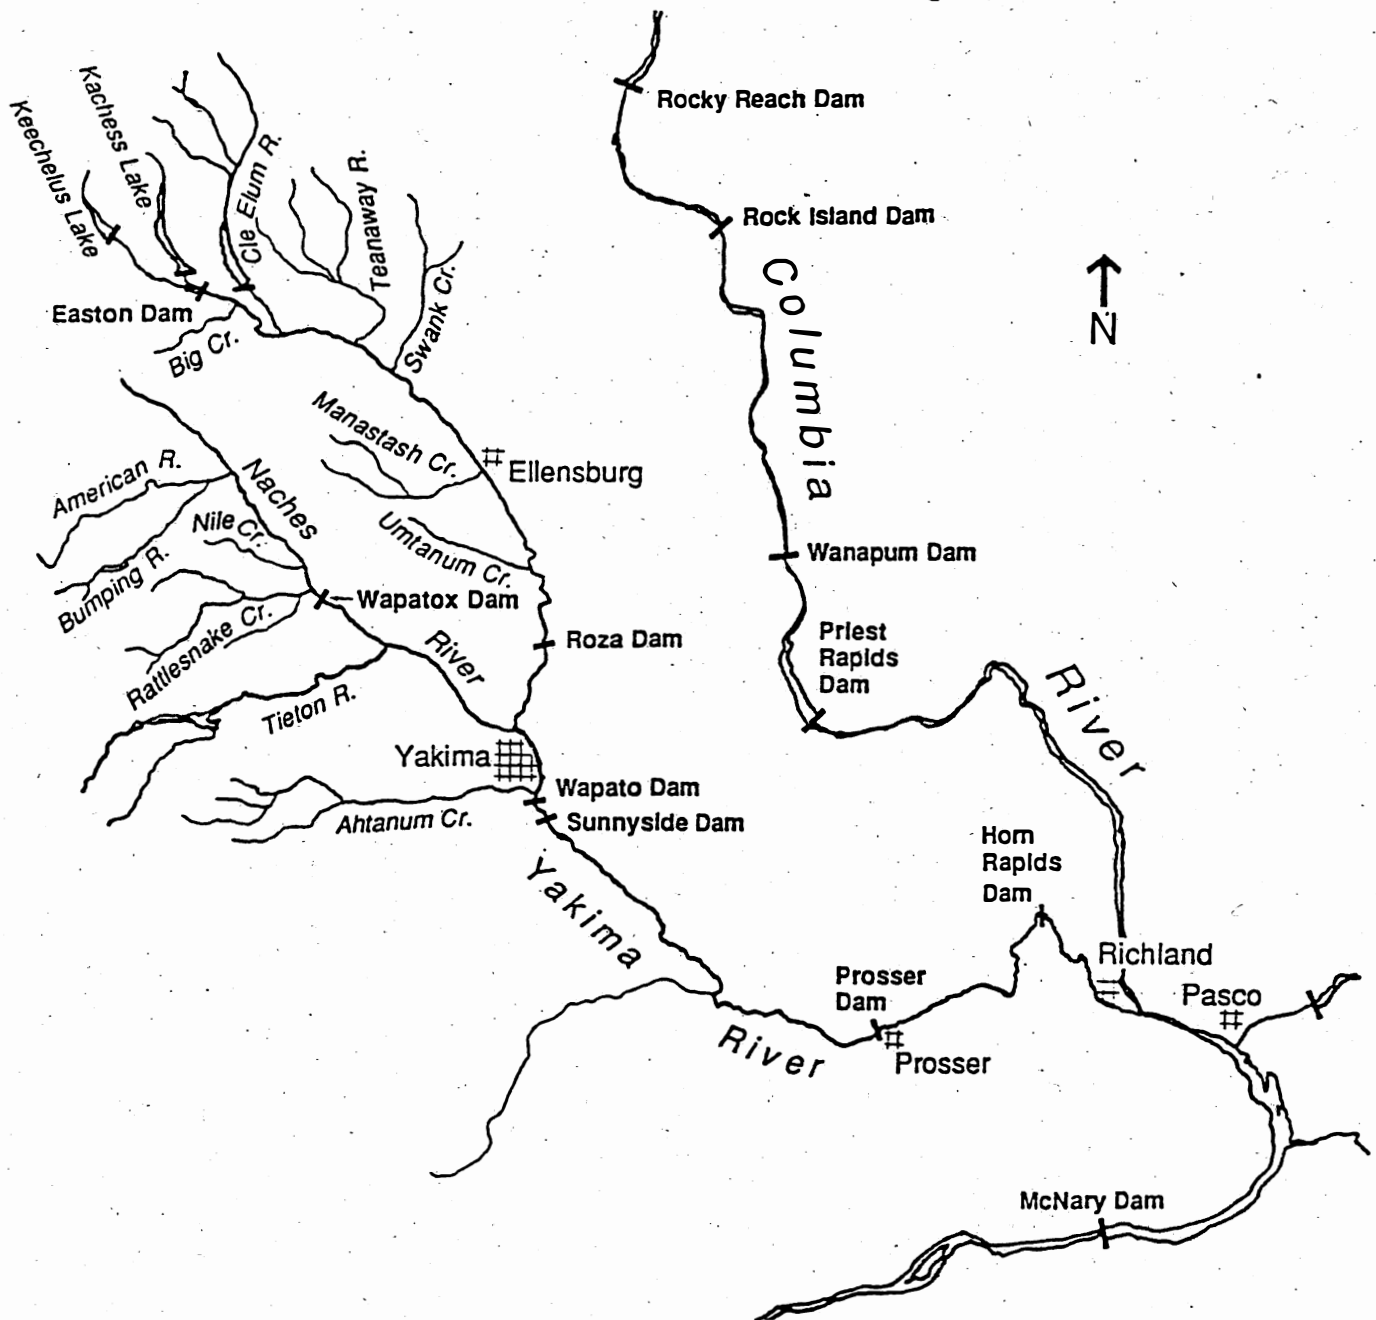 Rocky Reach Dam
Kachess Lake
Keechelus Lake
Cle Elum R.
Teanaway R.
Rock Island Dam
Columbia
Swank Cr.
Easton Dam
N
Big Cr.
Manastash Cr.
Ellensburg
American R.
Naches
Nile Cr.
Umtanum Cr.
Wanapum Dam
Bumping R.
Wapatox Dam
Rattlesnake Cr.
River
Roza Dam
Priest
Rapids
Dam
River
Tieton R.
Yakima
Wapato Dam
Ahtanum Cr.
Sunnyside Dam
Horn
Rapids
Dam
Yakima
Richland
Prosser
Dam
Pasco
River
Prosser
McNary Dam